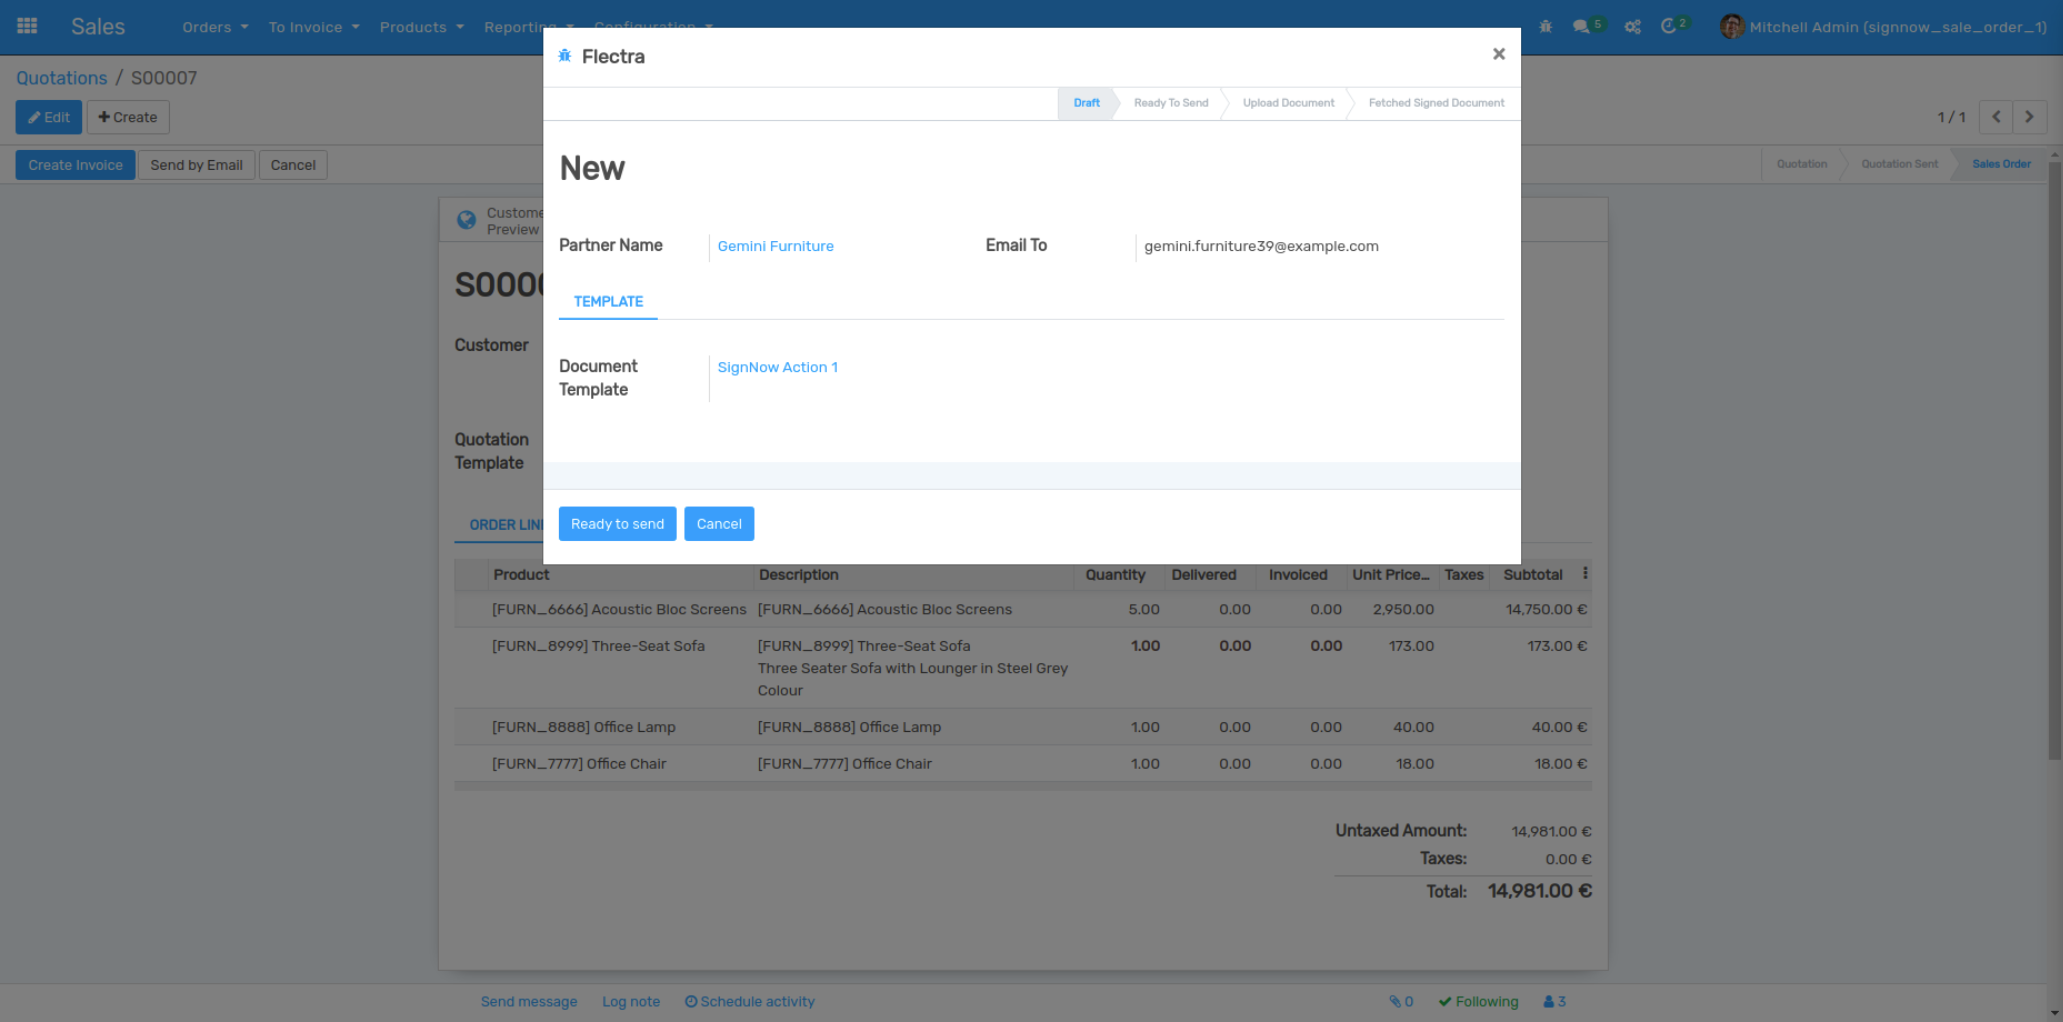 Sales Orders To Invoice Products Reporting Configuration 5 2 Mitchell Admin (signnow_sale_order_1)
Flectra
Quotations / S00007
Draft Ready To Send Upload Document Fetched Signed Document
Edit Create 1 / 1
Create Invoice Send by Email Cancel Quotation Quotation Sent Sales Order
New
Custome
Preview
Partner Name Gemini Furniture Email To gemini.furniture39@example.com
S000
TEMPLATE
Customer
Document
Template SignNow Action 1
Quotation
Template
ORDER LIN
Ready to send Cancel
Product Description Quantity Delivered Invoiced Unit Price... Taxes Subtotal
[FURN_6666] Acoustic Bloc Screens [FURN_6666] Acoustic Bloc Screens 5.00 0.00 0.00 2,950.00 14,750.00 €
[FURN_8999] Three-Seat Sofa [FURN_8999] Three-Seat Sofa 1.00 0.00 0.00 173.00 173.00 €
Three Seater Sofa with Lounger in Steel Grey
Colour
[FURN_8888] Office Lamp [FURN_8888] Office Lamp 1.00 0.00 0.00 40.00 40.00 €
[FURN_7777] Office Chair [FURN_7777] Office Chair 1.00 0.00 0.00 18.00 18.00 €
Untaxed Amount: 14,981.00 €
Taxes: 0.00 €
Total: 14,981.00 €
Send message Log note Schedule activity 0 Following 3